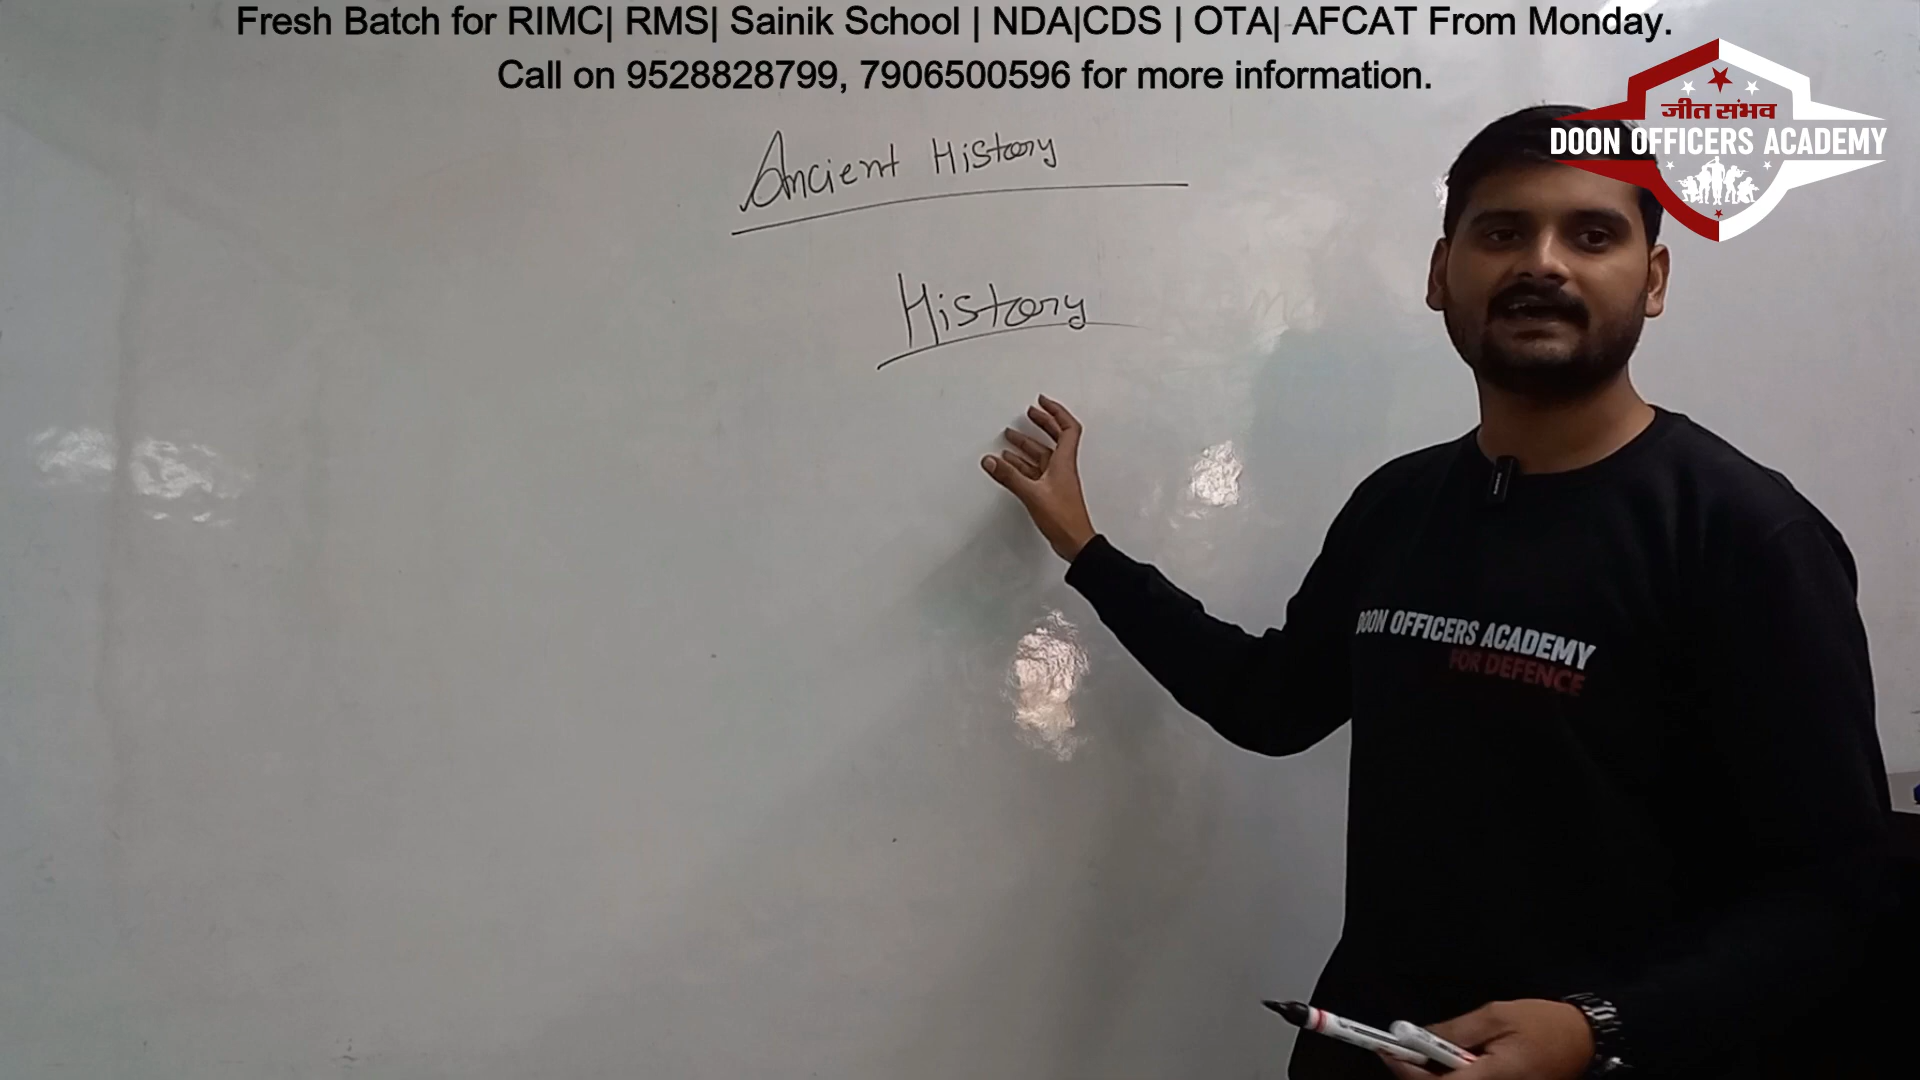 Fresh Batch for RIMC| RMS| Sainik School | NDA|CDS | OTA| AFCAT From Monday.
Call on 9528828799, 7906500596 for more information.
जीत संभव
DOON OFFICERS ACADEMY
Ancient History
History
DOON OFFICERS ACADEMY
FOR DEFENCE